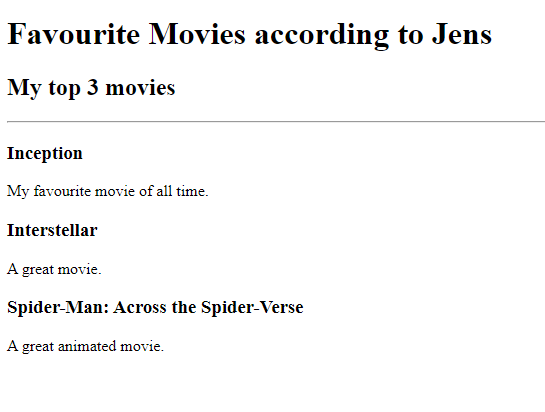 Favourite Movies according to Jens
My top 3 movies
Inception
My favourite movie of all time.
Interstellar
A great movie.
Spider-Man: Across the Spider-Verse
A great animated movie.